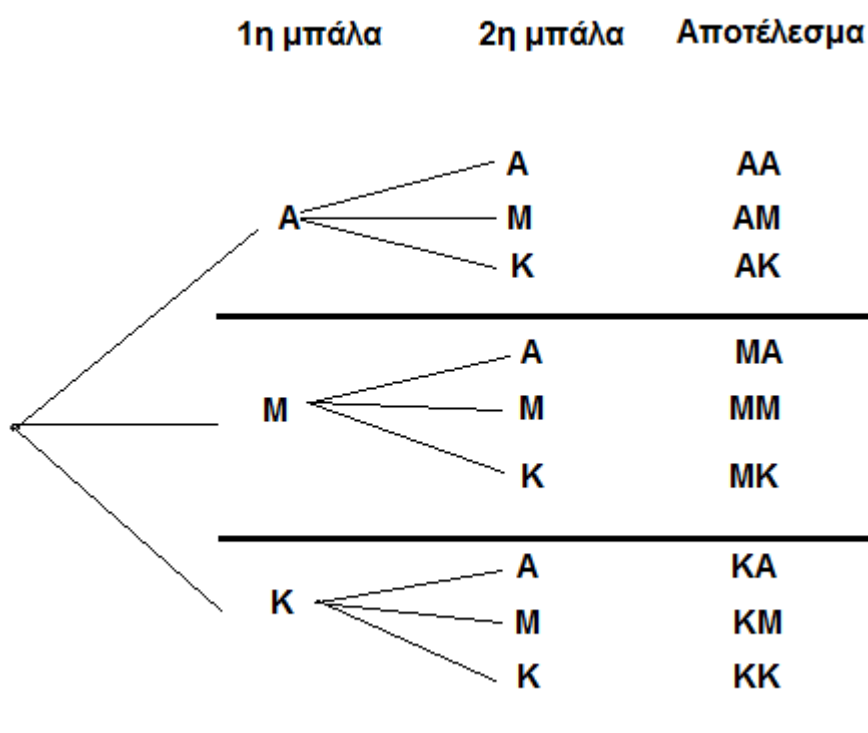 1η μπάλα 2η μπάλα Αποτέλεσμα
Α ΑΑ
Α Μ ΑΜ
Κ ΑΚ
Α ΜΑ
Μ Μ ΜΜ
Κ ΜΚ
Α ΚΑ
Κ Μ ΚΜ
Κ ΚΚ